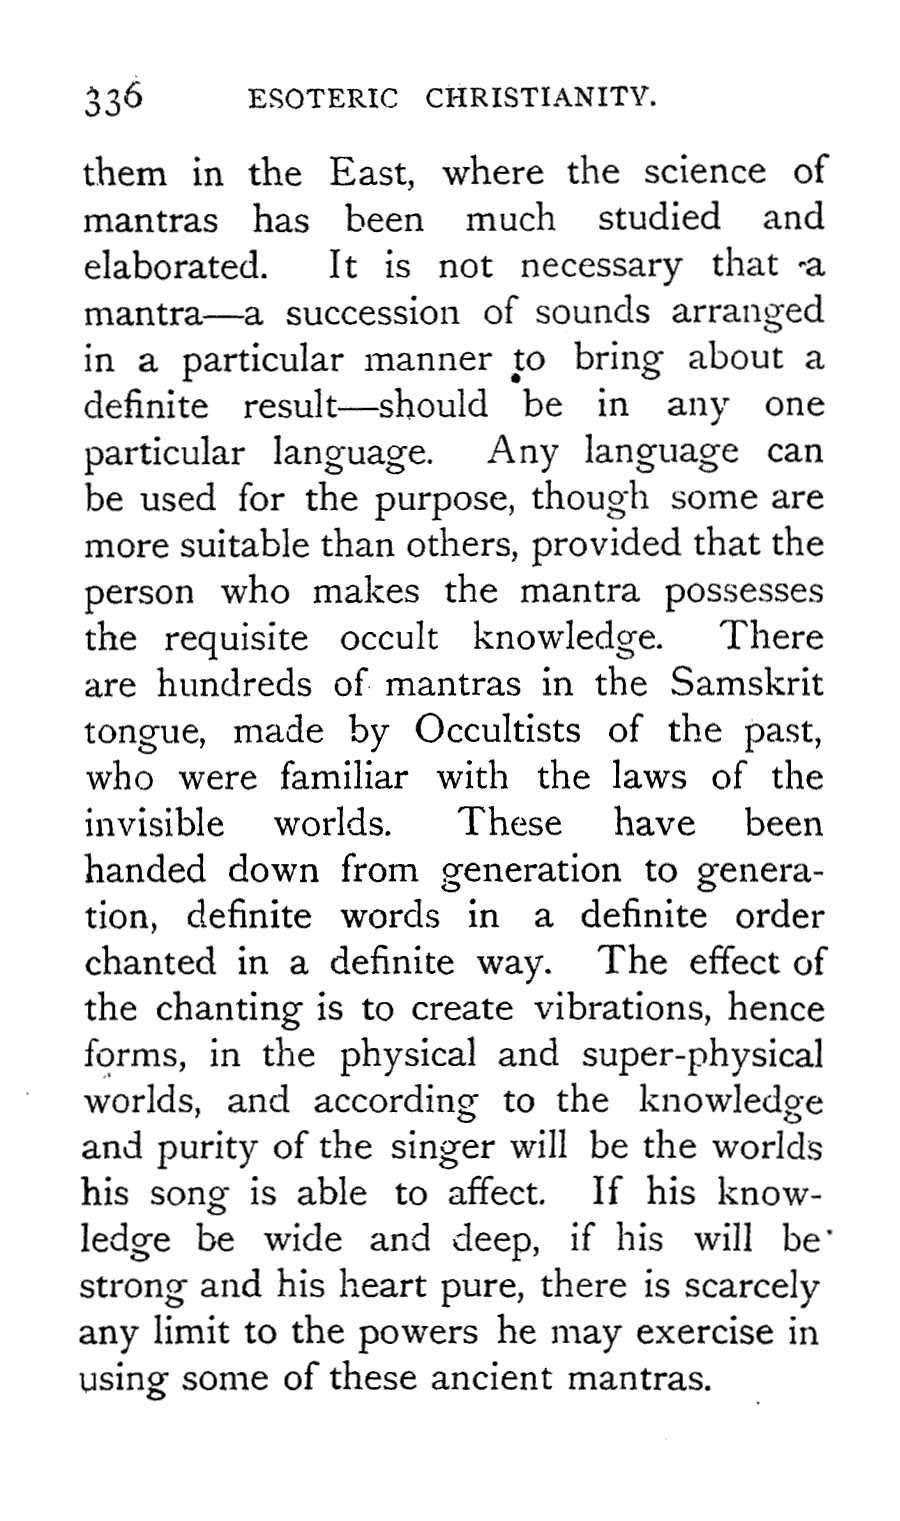 336 ESOTERIC CHRISTIANITY.
them in the East, where the science of
mantras has been much studied and
elaborated. It is not necessary that a
mantra—a succession of sounds arranged
in a particular manner to bring about a
definite result—should be in any one
particular language. Any language can
be used for the purpose, though some are
more suitable than others, provided that the
person who makes the mantra possesses
the requisite occult knowledge. There
are hundreds of mantras in the Samskrit
tongue, made by Occultists of the past,
who were familiar with the laws of the
invisible worlds. These have been
handed down from generation to genera-
tion, definite words in a definite order
chanted in a definite way. The effect of
the chanting is to create vibrations, hence
forms, in the physical and super-physical
worlds, and according to the knowledge
and purity of the singer will be the worlds
his song is able to affect. If his know-
ledge be wide and deep, if his will be
strong and his heart pure, there is scarcely
any limit to the powers he may exercise in
using some of these ancient mantras.